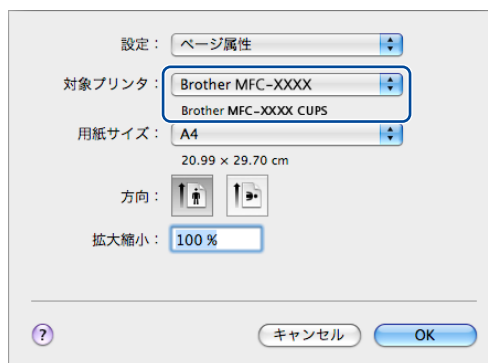 設定： ページ属性
対象プリンタ： Brother MFC-XXXX
Brother MFC-XXXX CUPS
用紙サイズ： A4
20.99 × 29.70 cm
方向：
拡大縮小： 100 %
? キャンセル OK